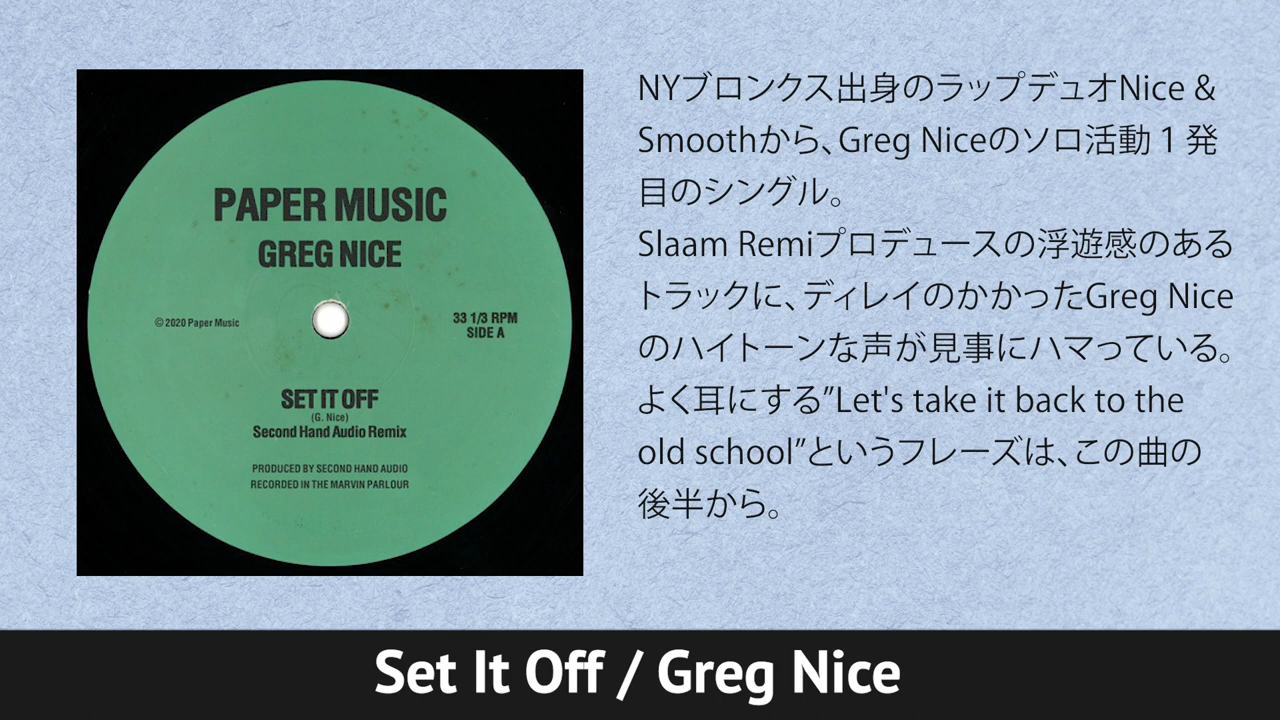 PAPER MUSIC
GREG NICE
© 2020 Paper Music
33 1/3 RPM
SIDE A
SET IT OFF
(G. Nice)
Second Hand Audio Remix
PRODUCED BY SECOND HAND AUDIO
RECORDED IN THE MARVIN PARLOUR
NYブロンクス出身のラップデュオNice &
Smoothから、Greg Niceのソロ活動1発
目のシングル。
Slaam Remiプロデュースの浮遊感のある
トラックに、ディレイのかかったGreg Nice
のハイトーンな声が見事にハマっている。
よく耳にする”Let's take it back to the
old school”というフレーズは、この曲の
後半から。
Set It Off / Greg Nice